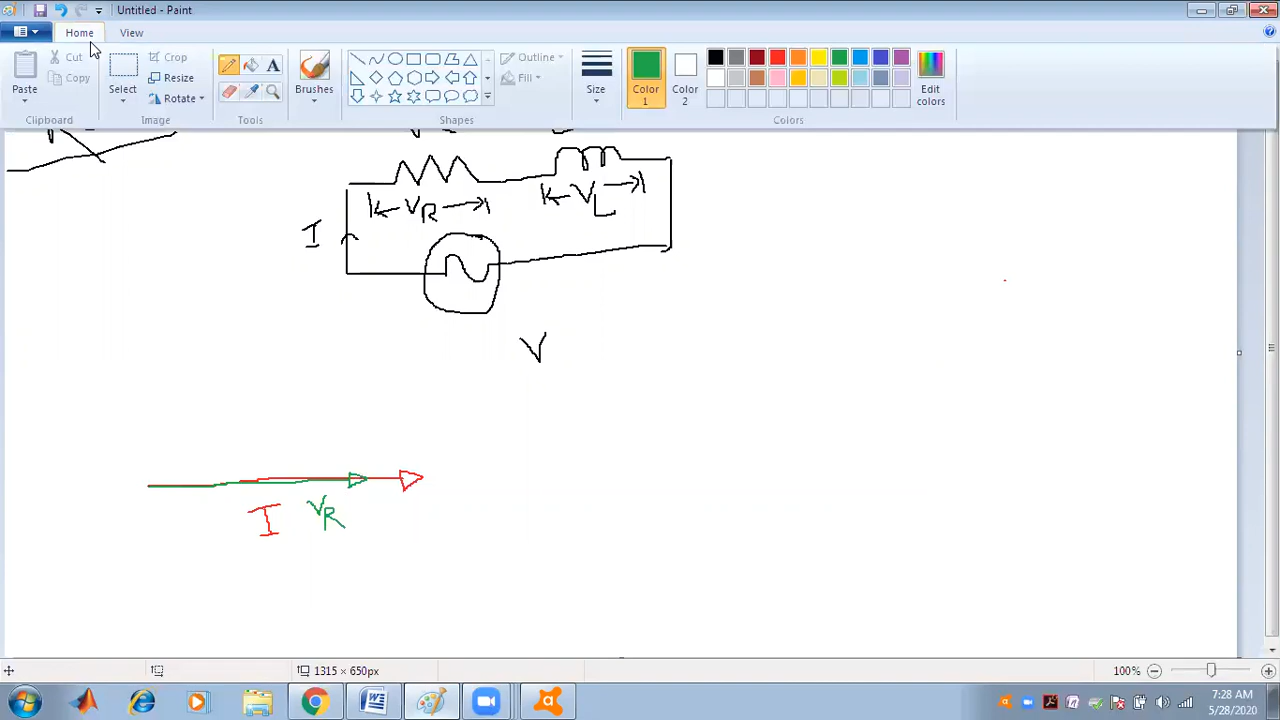 Untitled - Paint
Home View
Paste
Cut
Copy
Clipboard
Select
Crop
Resize
Rotate
Image
A
Tools
Brushes
Outline
Fill
Shapes
Size
Color 1
Color 2
Edit colors
Colors
I
VR
VL
V
I VR
1315 × 650px
100%
7:28 AM
5/28/2020